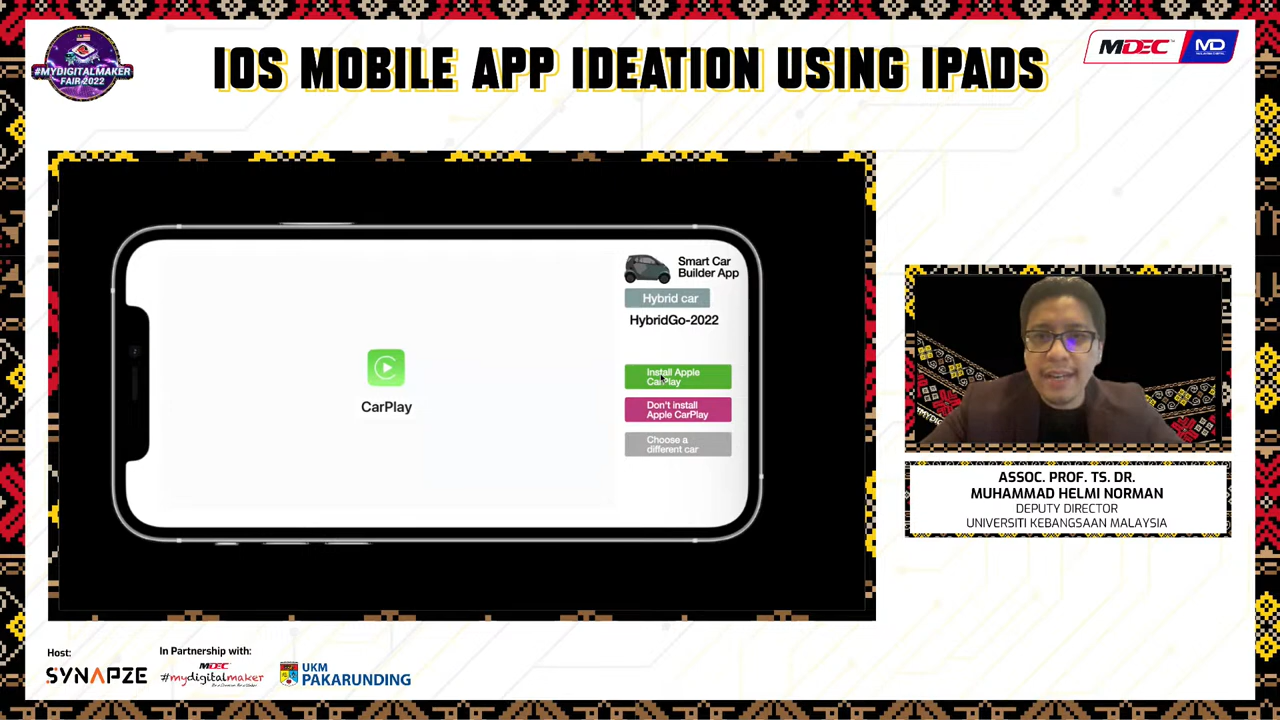 #MYDIGITALMAKER
FAIR 2022
IOS MOBILE APP IDEATION USING IPADS
MDEC
MD
Smart Car
Builder App
Hybrid car
HybridGo-2022
Install Apple
CarPlay
Don't install
Apple CarPlay
Choose a
different car
CarPlay
ASSOC. PROF. TS. DR.
MUHAMMAD HELMI NORMAN
DEPUTY DIRECTOR
UNIVERSITI KEBANGSAAN MALAYSIA
Host:
SYNAPZE
In Partnership with:
MDEC
#mydigitalmaker
UKM
PAKARUNDING